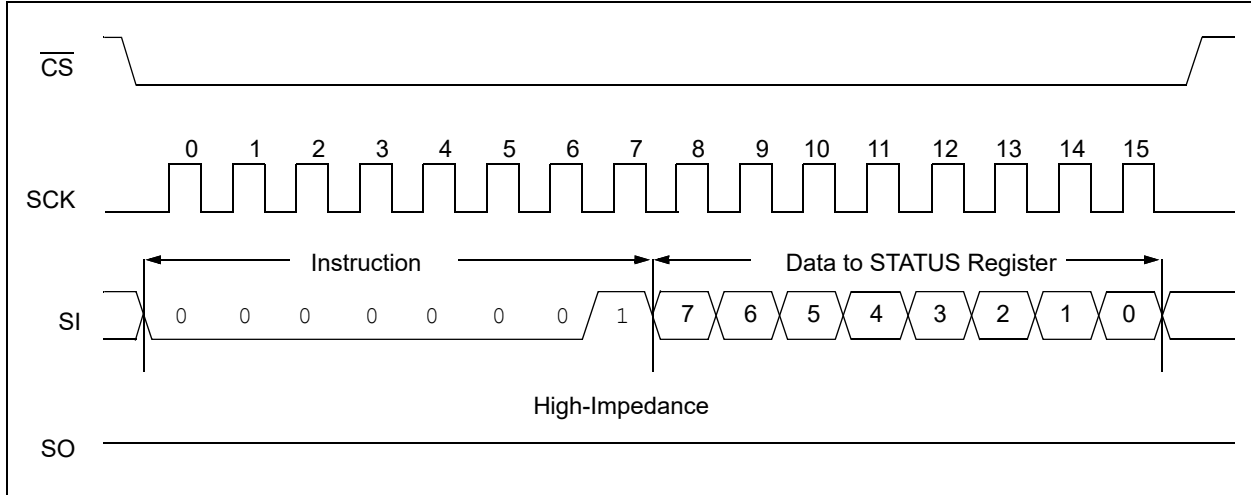 CS
0 1 2 3 4 5 6 7 8 9 10 11 12 13 14 15
SCK
Instruction Data to STATUS Register
SI 0 0 0 0 0 0 0 1 7 6 5 4 3 2 1 0
High-Impedance
SO